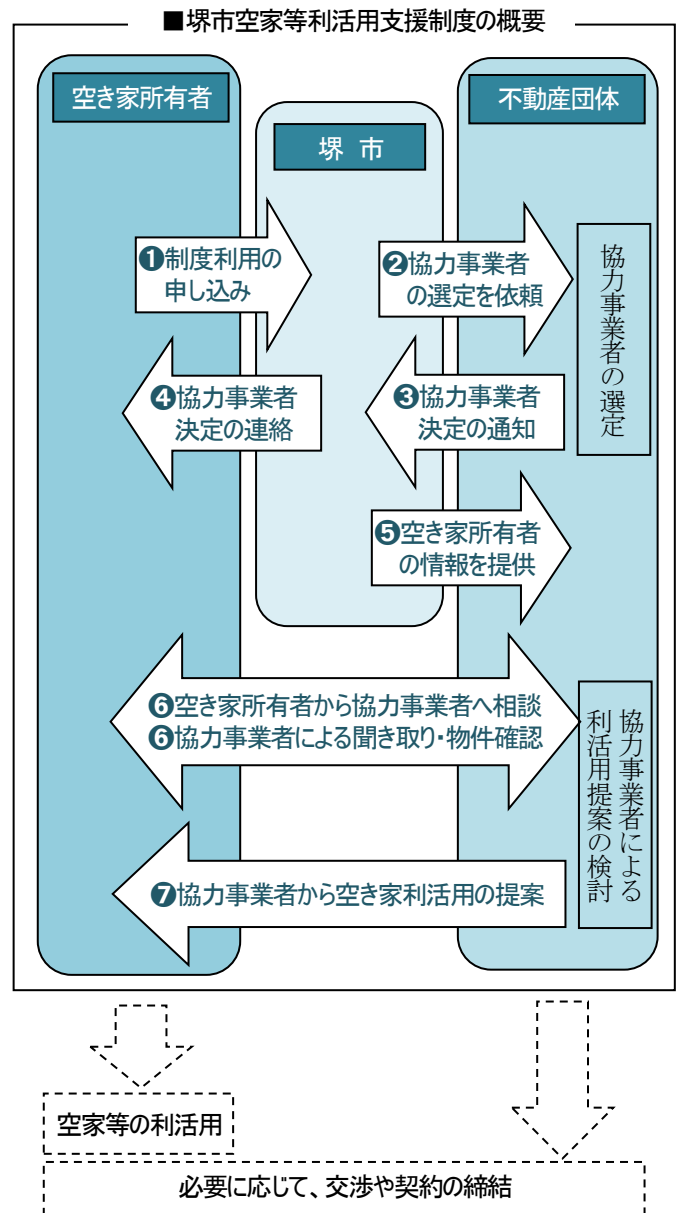 ■堺市空家等利活用支援制度の概要
空き家所有者
堺 市
不動産団体
❶制度利用の
申し込み
❷協力事業者
の選定を依頼
協力事業者の選定
❸協力事業者
決定の通知
❹協力事業者
決定の連絡
❺空き家所有者
の情報を提供
❻空き家所有者から協力事業者へ相談
❻協力事業者による聞き取り・物件確認
協力事業者による
利活用提案の検討
❼協力事業者から空き家利活用の提案
空家等の利活用
必要に応じて、交渉や契約の締結